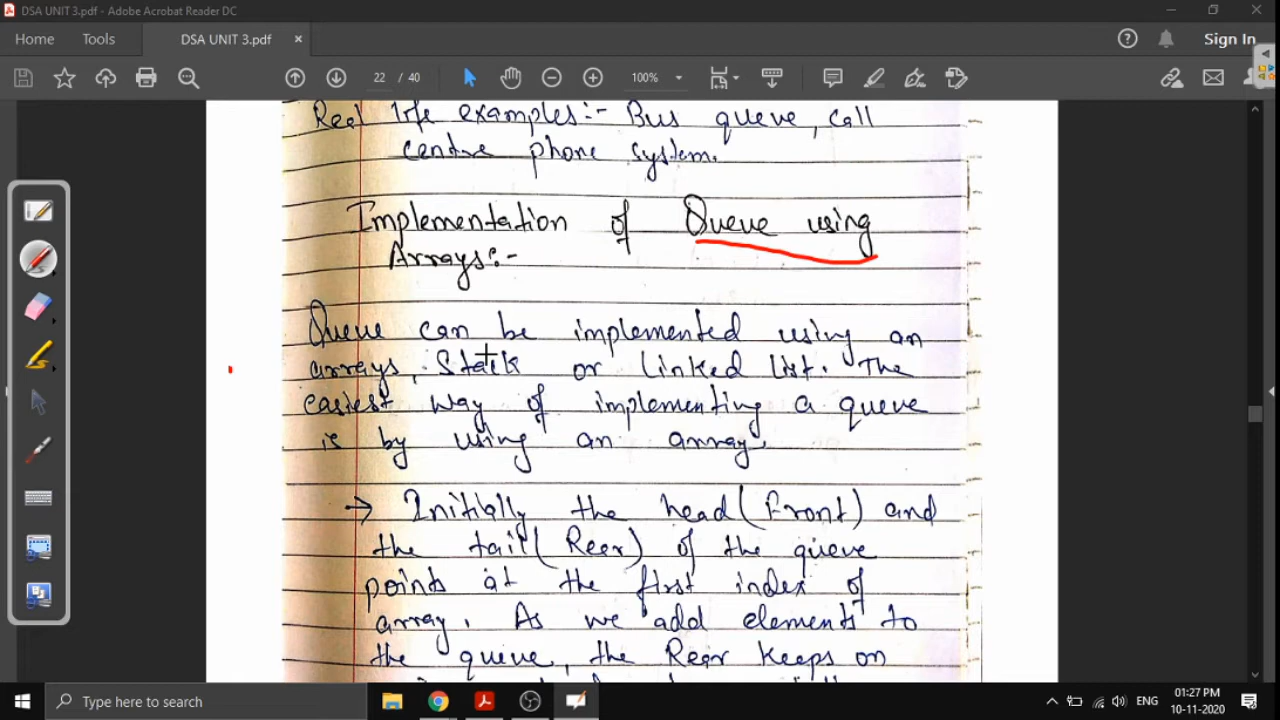 DSA UNIT 3.pdf - Adobe Acrobat Reader DC
Home Tools DSA UNIT 3.pdf × Sign In
22 / 40 100%
Real life examples:- Bus queue, call
centre phone system.
Implementation of Queue using
Arrays:-
Queue can be implemented using an
arrays, Stack or linked list. The
easiest way of implementing a queue
is by using an array.
→ Initially the head (Front) and
the tail (Rear) of the queue
points at the first index of
array. As we add elements to
the queue, the Rear keeps on
Type here to search
ENG
01:27 PM
10-11-2020